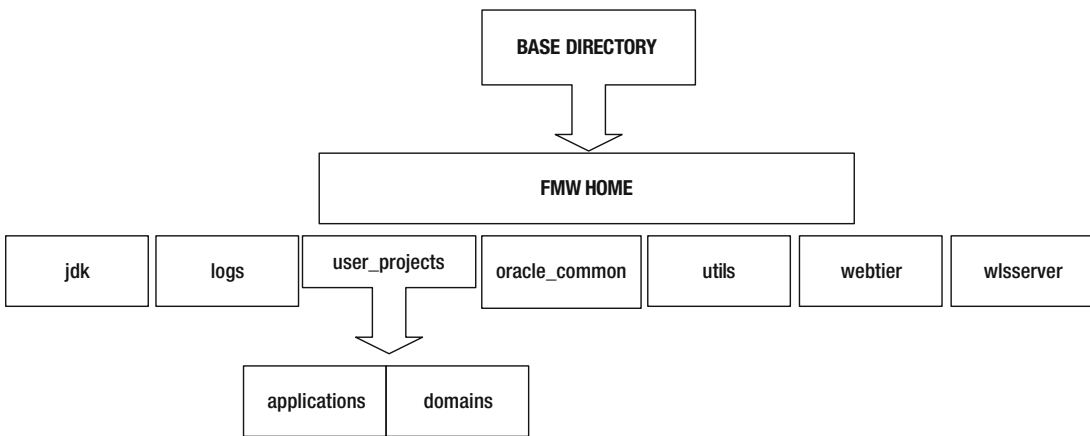 BASE DIRECTORY
FMW HOME
jdk
logs
user_projects
oracle_common
utils
webtier
wlsserver
applications
domains